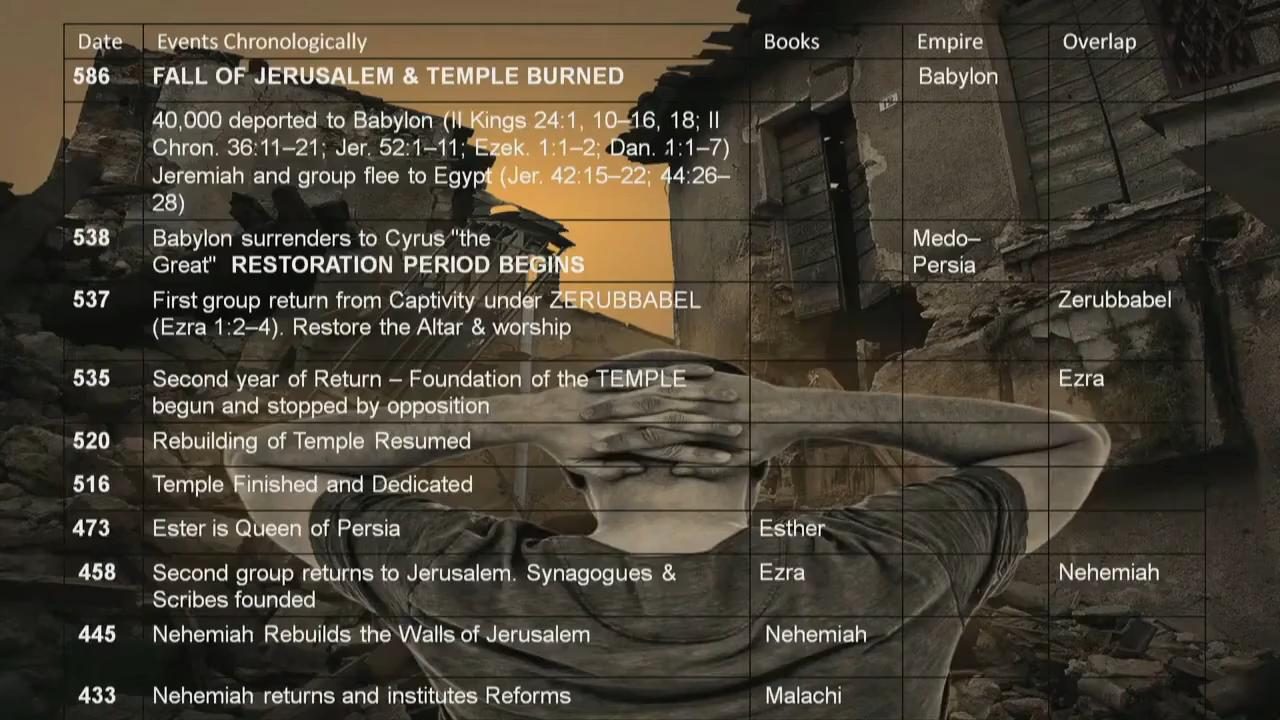 Date Events Chronologically Books Empire Overlap
586 FALL OF JERUSALEM & TEMPLE BURNED Babylon
40,000 deported to Babylon (II Kings 24:1, 10–16, 18; II
Chron. 36:11–21; Jer. 52:1–11; Ezek. 1:1–2; Dan. 1:1–7)
Jeremiah and group flee to Egypt (Jer. 42:15–22; 44:26–
28)
538 Babylon surrenders to Cyrus "the Medo–
Great" RESTORATION PERIOD BEGINS Persia
537 First group return from Captivity under ZERUBBABEL Zerubbabel
(Ezra 1:2–4). Restore the Altar & worship
535 Second year of Return – Foundation of the TEMPLE Ezra
begun and stopped by opposition
520 Rebuilding of Temple Resumed
516 Temple Finished and Dedicated
473 Ester is Queen of Persia Esther
458 Second group returns to Jerusalem. Synagogues & Ezra Nehemiah
Scribes founded
445 Nehemiah Rebuilds the Walls of Jerusalem Nehemiah
433 Nehemiah returns and institutes Reforms Malachi